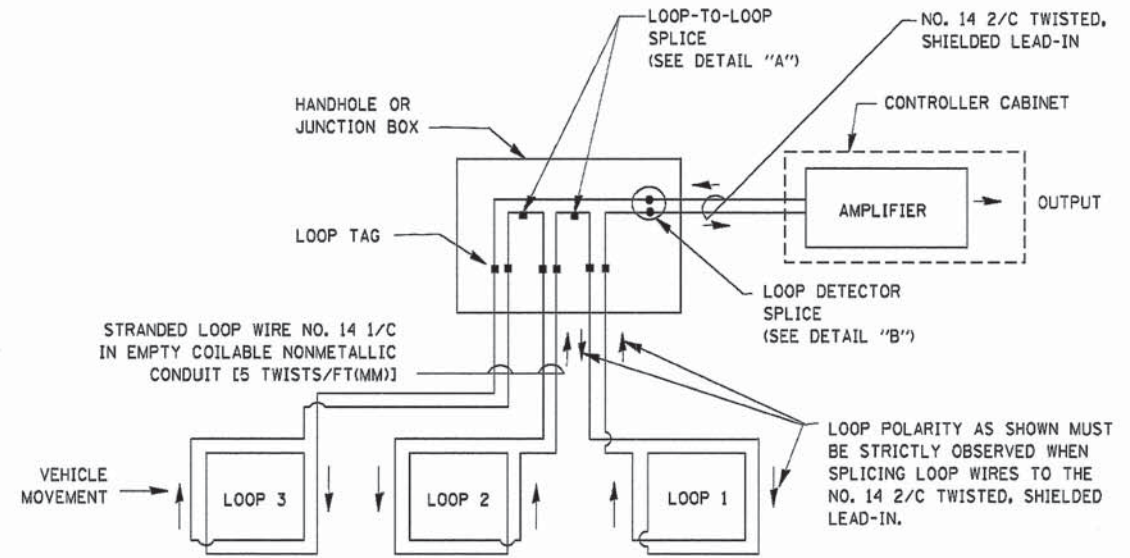 LOOP-TO-LOOP
SPLICE
(SEE DETAIL "A")
NO. 14 2/C TWISTED,
SHIELDED LEAD-IN
HANDHOLE OR
JUNCTION BOX
CONTROLLER CABINET
AMPLIFIER
OUTPUT
LOOP TAG
LOOP DETECTOR
SPLICE
(SEE DETAIL "B")
STRANDED LOOP WIRE NO. 14 1/C
IN EMPTY COILABLE NONMETALLIC
CONDUIT [5 TWISTS/FT(MM)]
VEHICLE
MOVEMENT
LOOP 3
LOOP 2
LOOP 1
LOOP POLARITY AS SHOWN MUST
BE STRICTLY OBSERVED WHEN
SPLICING LOOP WIRES TO THE
NO. 14 2/C TWISTED, SHIELDED
LEAD-IN.